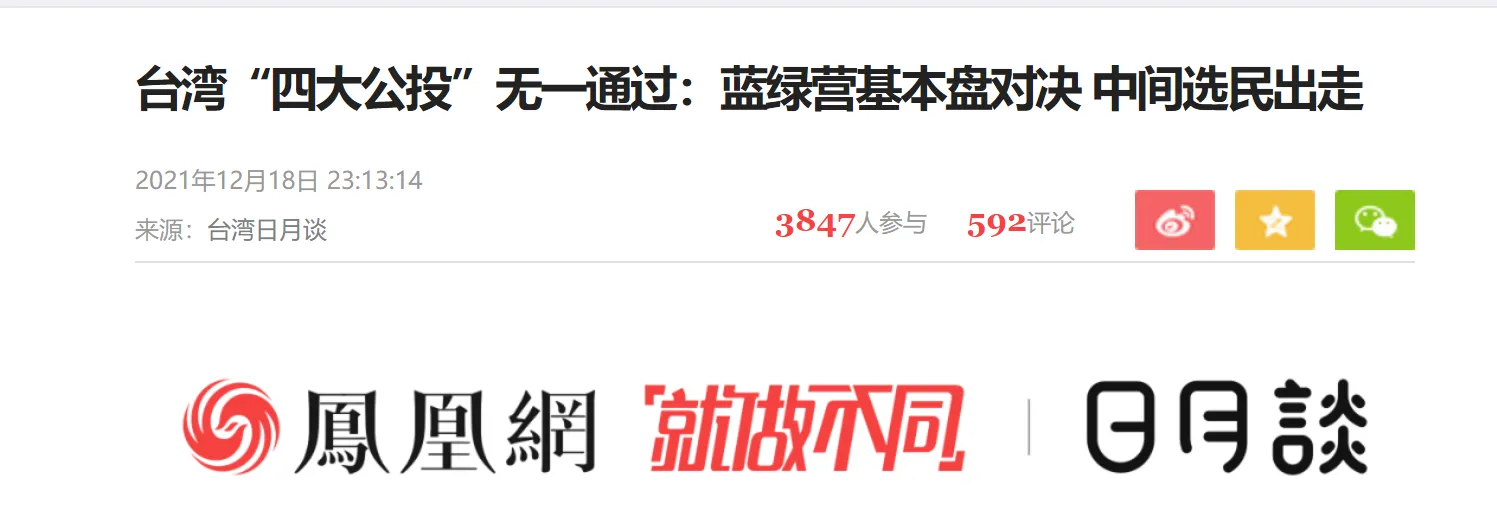 台湾“四大公投”无一通过：蓝绿营基本盘对决 中间选民出走
2021年12月18日 23:13:14
来源：台湾日月谈
3847人参与 592评论
鳳凰網 「就做不同」 日月談